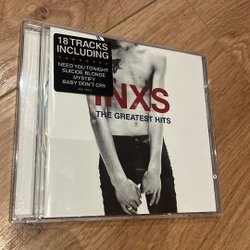 18 TRACKS
INCLUDING
NEED YOU TONIGHT
SUICIDE BLONDE
MYSTIFY
BABY DON'T CRY
INXS
THE GREATEST HITS